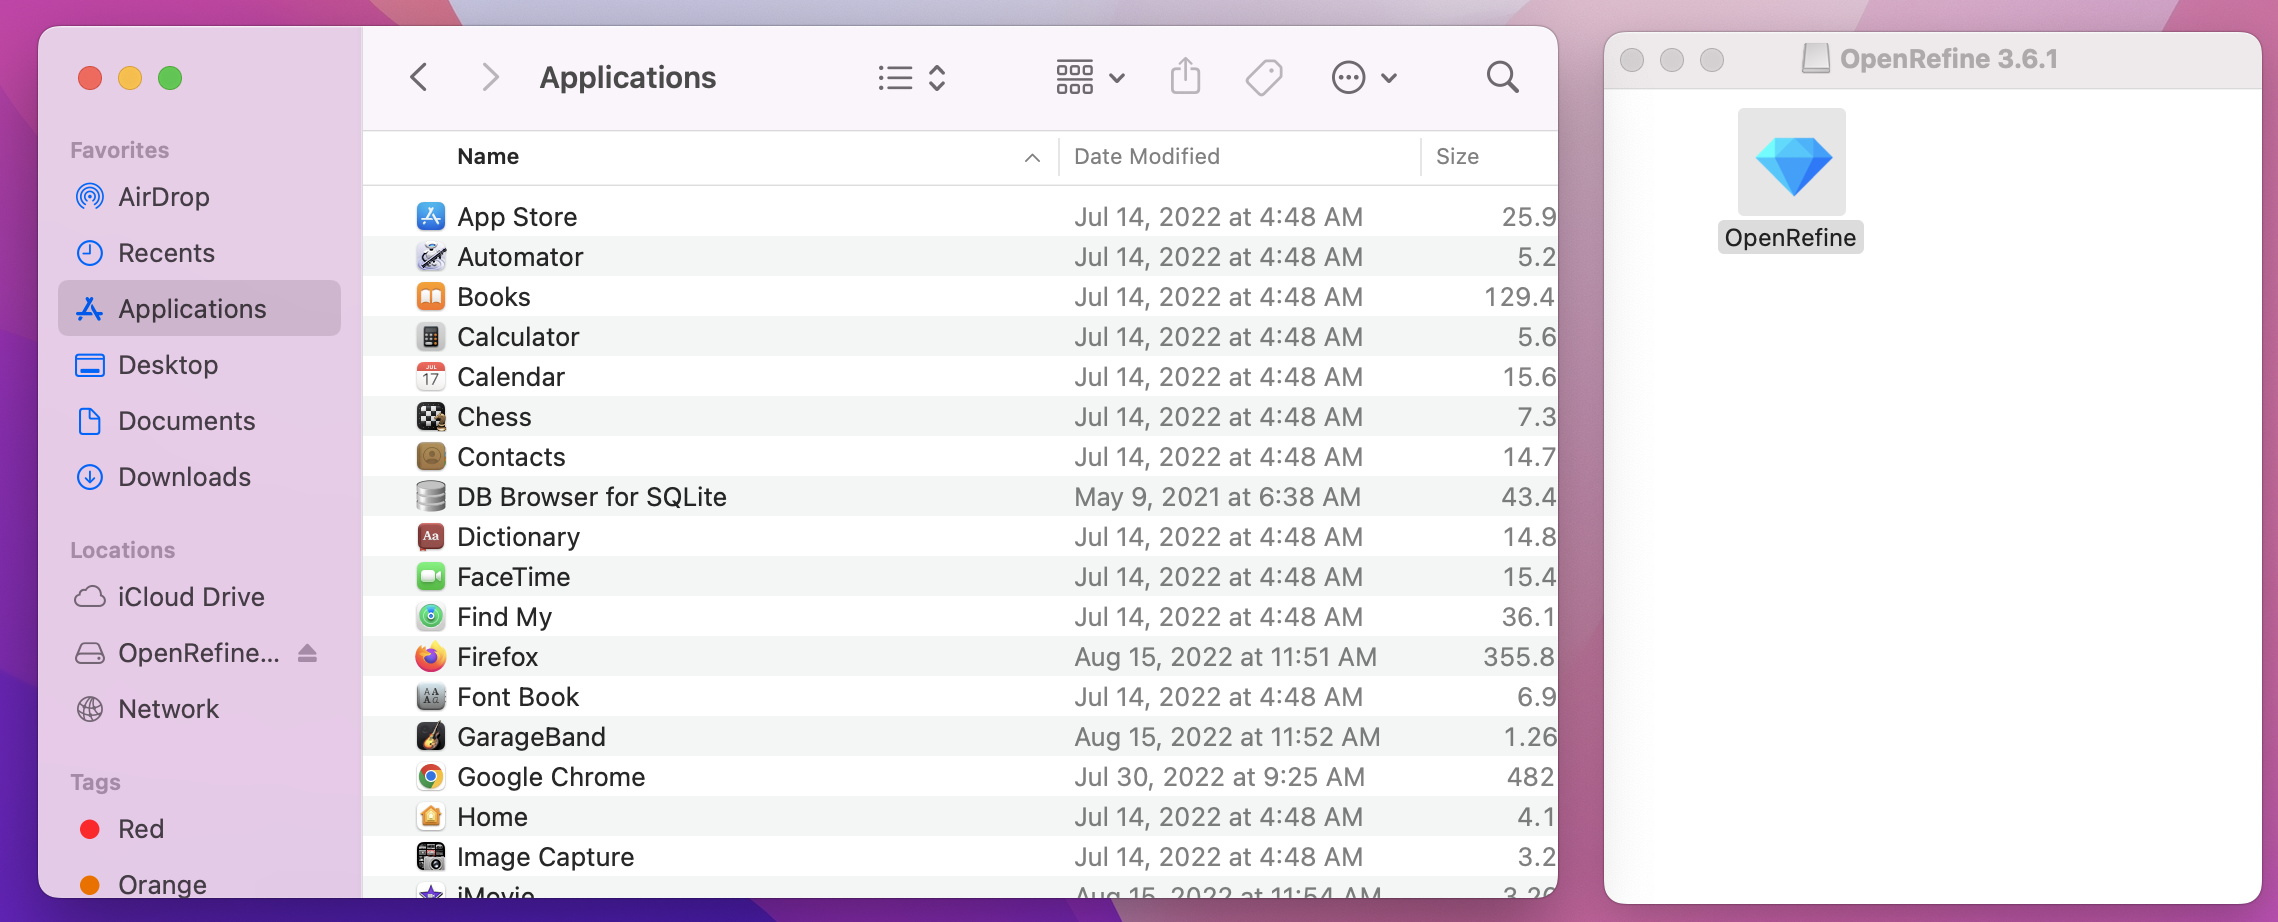 Applications
OpenRefine 3.6.1
Favorites
AirDrop
Recents
Applications
Desktop
Documents
Downloads
Locations
iCloud Drive
OpenRefine...
Network
Tags
Red
Orange
Name Date Modified Size
App Store Jul 14, 2022 at 4:48 AM 25.9
Automator Jul 14, 2022 at 4:48 AM 5.2
Books Jul 14, 2022 at 4:48 AM 129.4
Calculator Jul 14, 2022 at 4:48 AM 5.6
Calendar Jul 14, 2022 at 4:48 AM 15.6
Chess Jul 14, 2022 at 4:48 AM 7.3
Contacts Jul 14, 2022 at 4:48 AM 14.7
DB Browser for SQLite May 9, 2021 at 6:38 AM 43.4
Dictionary Jul 14, 2022 at 4:48 AM 14.8
FaceTime Jul 14, 2022 at 4:48 AM 15.4
Find My Jul 14, 2022 at 4:48 AM 36.1
Firefox Aug 15, 2022 at 11:51 AM 355.8
Font Book Jul 14, 2022 at 4:48 AM 6.9
GarageBand Aug 15, 2022 at 11:52 AM 1.26
Google Chrome Jul 30, 2022 at 9:25 AM 482
Home Jul 14, 2022 at 4:48 AM 4.1
Image Capture Jul 14, 2022 at 4:48 AM 3.2
iMovie Aug 15, 2022 at 11:54 AM
OpenRefine